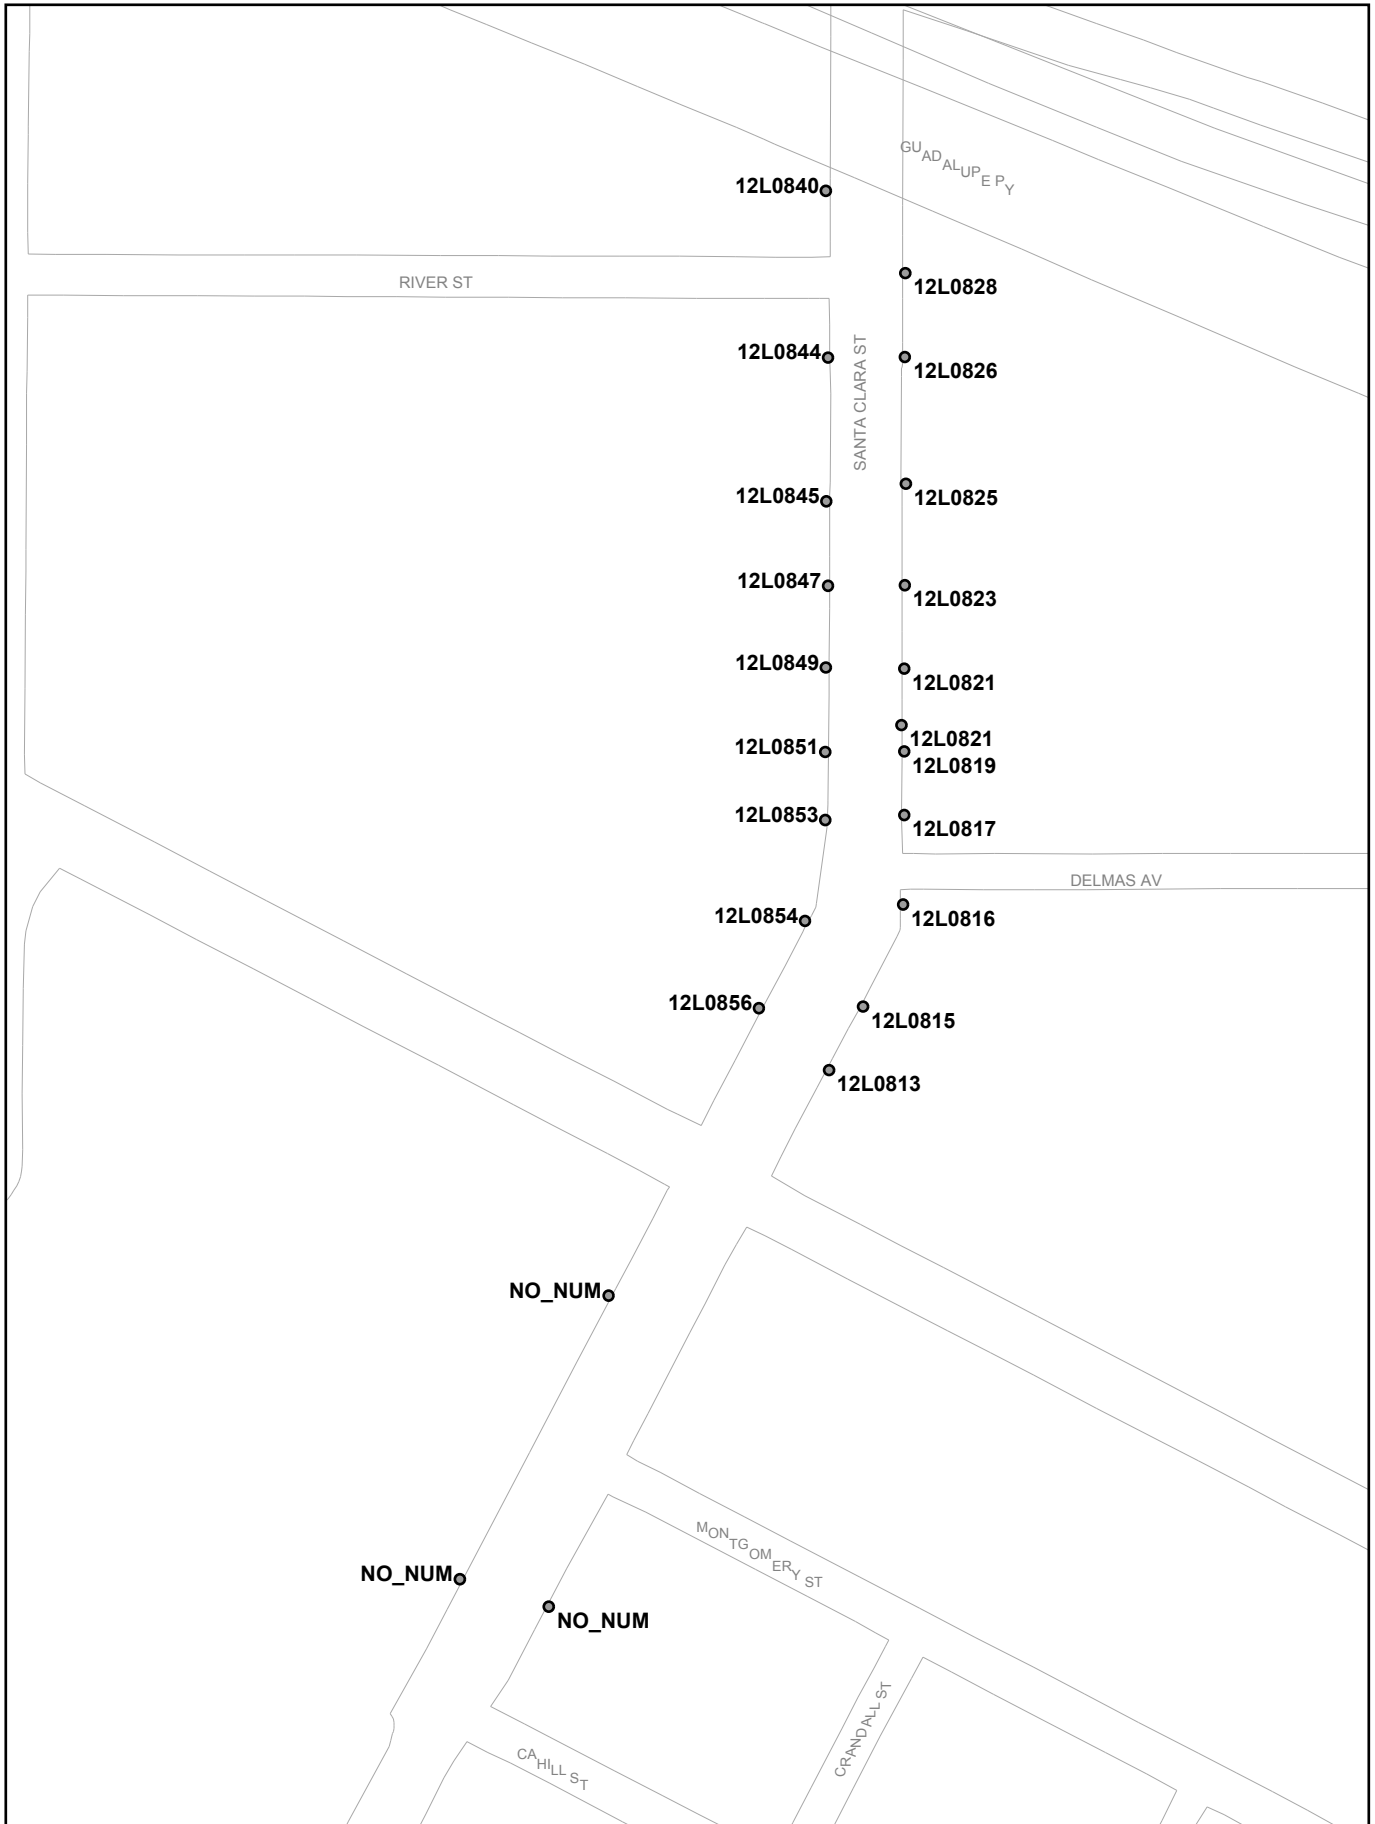 GUADALUPE PY
12L0840
RIVER ST
12L0828
SANTA CLARA ST
12L0844
12L0826
12L0845
12L0825
12L0847
12L0823
12L0849
12L0821
12L0821
12L0851
12L0819
12L0853
12L0817
DELMAS AV
12L0854
12L0816
12L0856
12L0815
12L0813
NO_NUM
MONTGOMERY ST
NO_NUM
NO_NUM
CRANDALL ST
CAHILL ST